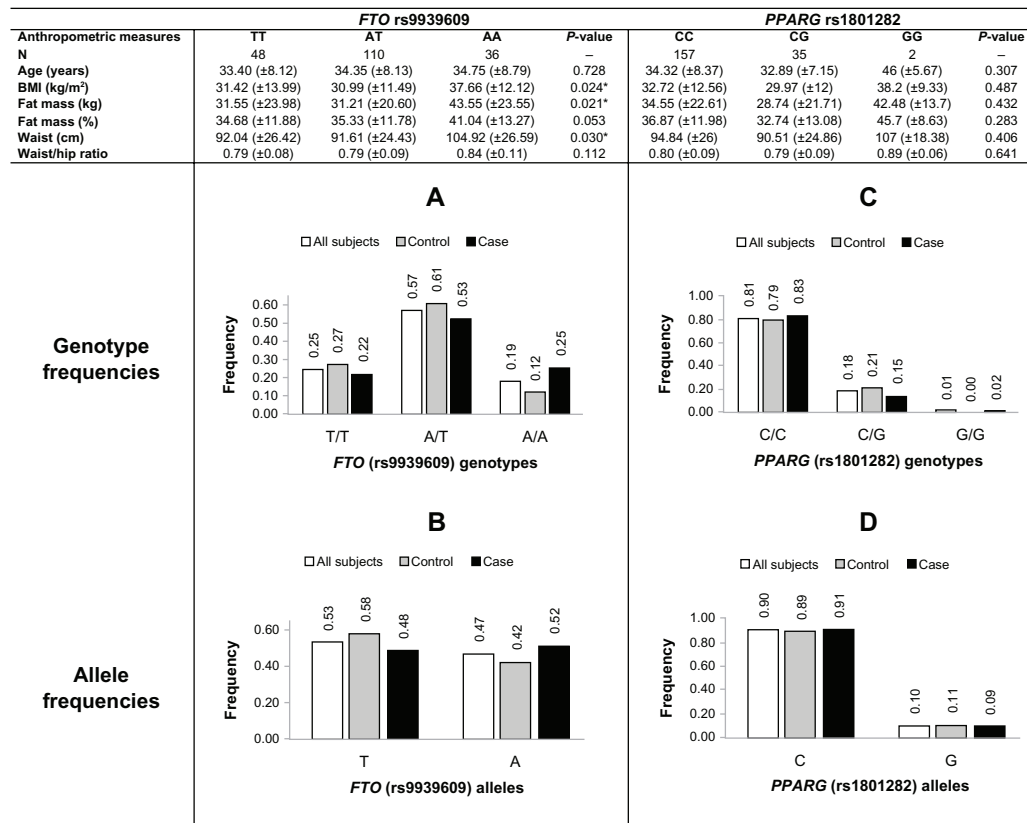 FTO rs9939609 PPARG rs1801282
Anthropometric measures TT AT AA P-value CC CG GG P-value
N 48 110 36 – 157 35 2 –
Age (years) 33.40 (±8.12) 34.35 (±8.13) 34.75 (±8.79) 0.728 34.32 (±8.37) 32.89 (±7.15) 46 (±5.67) 0.307
BMI (kg/m²) 31.42 (±13.99) 30.99 (±11.49) 37.66 (±12.12) 0.024* 32.72 (±12.56) 29.97 (±12) 38.2 (±9.33) 0.487
Fat mass (kg) 31.55 (±23.98) 31.21 (±20.60) 43.55 (±23.55) 0.021* 34.55 (±22.61) 28.74 (±21.71) 42.48 (±13.7) 0.432
Fat mass (%) 34.68 (±11.88) 35.33 (±11.78) 41.04 (±13.27) 0.053 36.87 (±11.98) 32.74 (±13.08) 45.7 (±8.63) 0.283
Waist (cm) 92.04 (±26.42) 91.61 (±24.43) 104.92 (±26.59) 0.030* 94.84 (±26) 90.51 (±24.86) 107 (±18.38) 0.406
Waist/hip ratio 0.79 (±0.08) 0.79 (±0.09) 0.84 (±0.11) 0.112 0.80 (±0.09) 0.79 (±0.09) 0.89 (±0.06) 0.641
Genotype
frequencies
A
All subjects Control Case
Frequency
0.60
0.50
0.40
0.30
0.20
0.10
0.00
0.25 0.27 0.22 0.57 0.61 0.53 0.19 0.12 0.25
T/T A/T A/A
FTO (rs9939609) genotypes
C
All subjects Control Case
Frequency
1.00
0.80
0.60
0.40
0.20
0.00
0.81 0.79 0.83 0.18 0.21 0.15 0.01 0.00 0.02
C/C C/G G/G
PPARG (rs1801282) genotypes
Allele
frequencies
B
All subjects Control Case
Frequency
0.60
0.40
0.20
0.00
0.53 0.58 0.48 0.47 0.42 0.52
T A
FTO (rs9939609) alleles
D
All subjects Control Case
Frequency
1.00
0.80
0.60
0.40
0.20
0.00
0.90 0.89 0.91 0.10 0.11 0.09
C G
PPARG (rs1801282) alleles